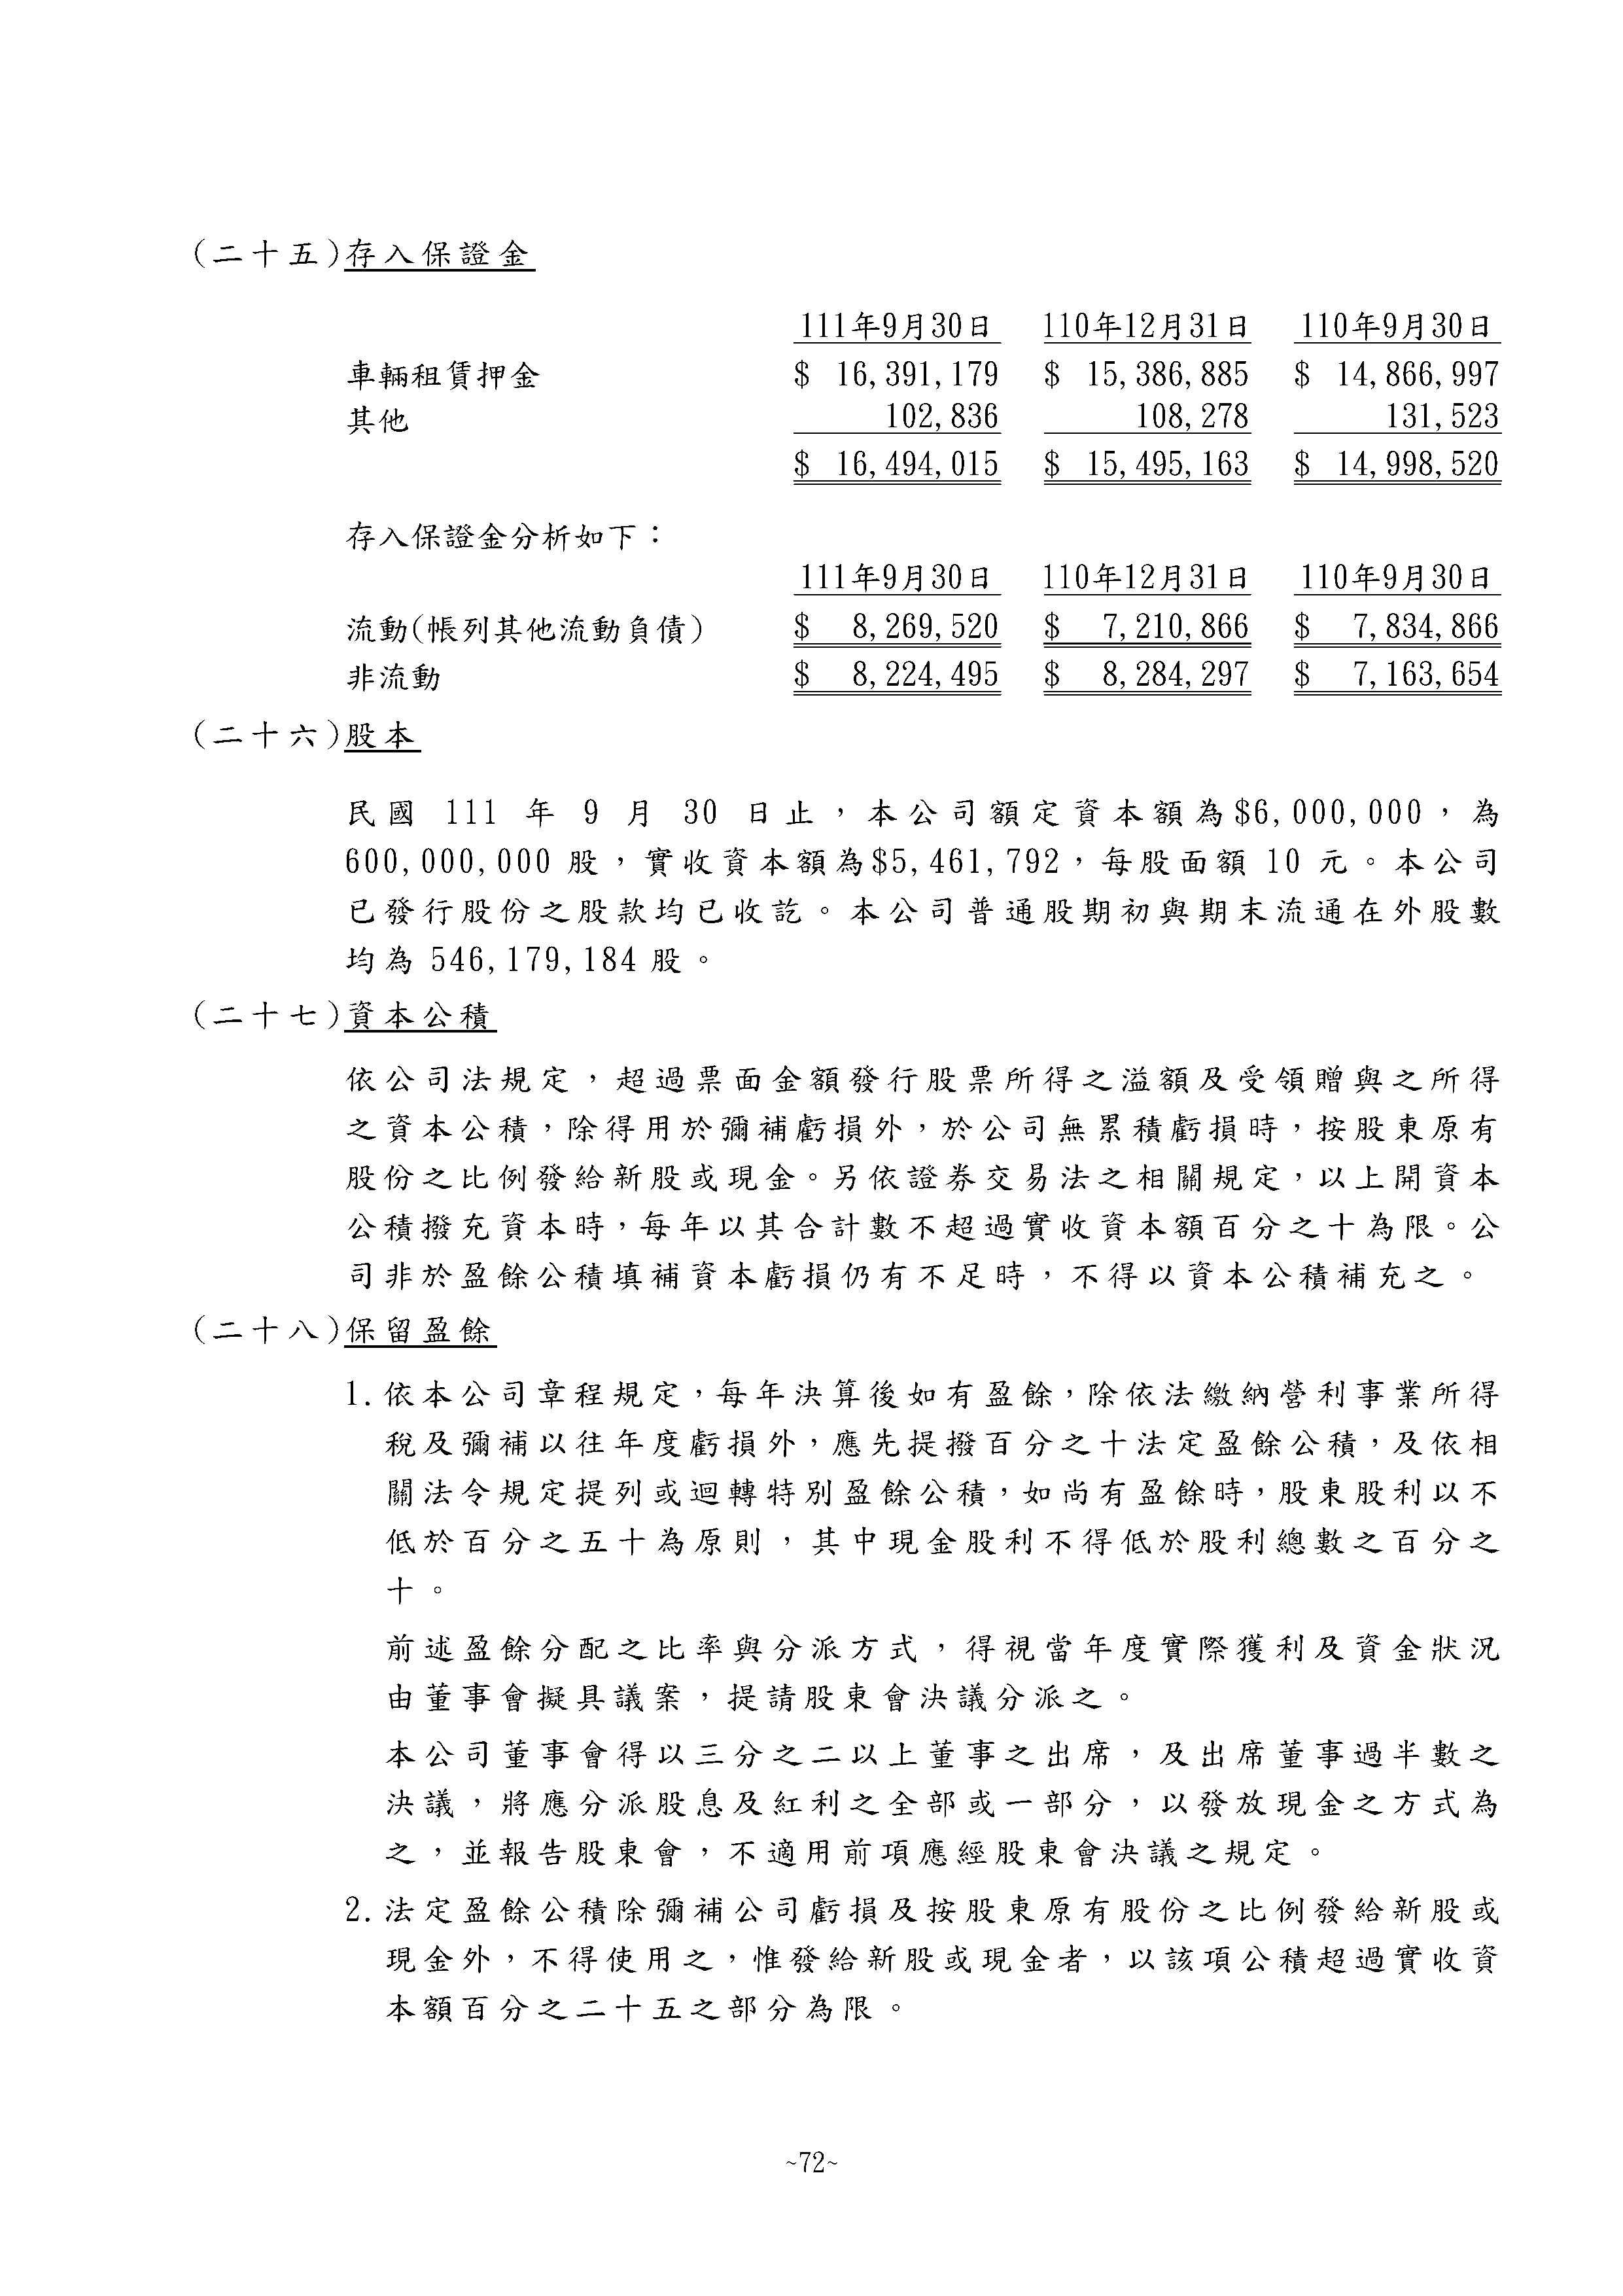 (二十五)存入保證金
111年9月30日 110年12月31日 110年9月30日
車輛租賃押金 $ 16,391,179 $ 15,386,885 $ 14,866,997
其他 102,836 108,278 131,523
$ 16,494,015 $ 15,495,163 $ 14,998,520
存入保證金分析如下：
111年9月30日 110年12月31日 110年9月30日
流動(帳列其他流動負債) $ 8,269,520 $ 7,210,866 $ 7,834,866
非流動 $ 8,224,495 $ 8,284,297 $ 7,163,654
(二十六)股本
民國 111 年 9 月 30 日止，本公司額定資本額為$6,000,000，為
600,000,000 股，實收資本額為$5,461,792，每股面額 10 元。本公司
已發行股份之股款均已收訖。本公司普通股期初與期末流通在外股數
均為 546,179,184 股。
(二十七)資本公積
依公司法規定，超過票面金額發行股票所得之溢額及受領贈與之所得
之資本公積，除得用於彌補虧損外，於公司無累積虧損時，按股東原有
股份之比例發給新股或現金。另依證券交易法之相關規定，以上開資本
公積撥充資本時，每年以其合計數不超過實收資本額百分之十為限。公
司非於盈餘公積填補資本虧損仍有不足時，不得以資本公積補充之。
(二十八)保留盈餘
1.依本公司章程規定，每年決算後如有盈餘，除依法繳納營利事業所得
稅及彌補以往年度虧損外，應先提撥百分之十法定盈餘公積，及依相
關法令規定提列或迴轉特別盈餘公積，如尚有盈餘時，股東股利以不
低於百分之五十為原則，其中現金股利不得低於股利總數之百分之
十。
前述盈餘分配之比率與分派方式，得視當年度實際獲利及資金狀況
由董事會擬具議案，提請股東會決議分派之。
本公司董事會得以三分之二以上董事之出席，及出席董事過半數之
決議，將應分派股息及紅利之全部或一部分，以發放現金之方式為
之，並報告股東會，不適用前項應經股東會決議之規定。
2.法定盈餘公積除彌補公司虧損及按股東原有股份之比例發給新股或
現金外，不得使用之，惟發給新股或現金者，以該項公積超過實收資
本額百分之二十五之部分為限。
~72~